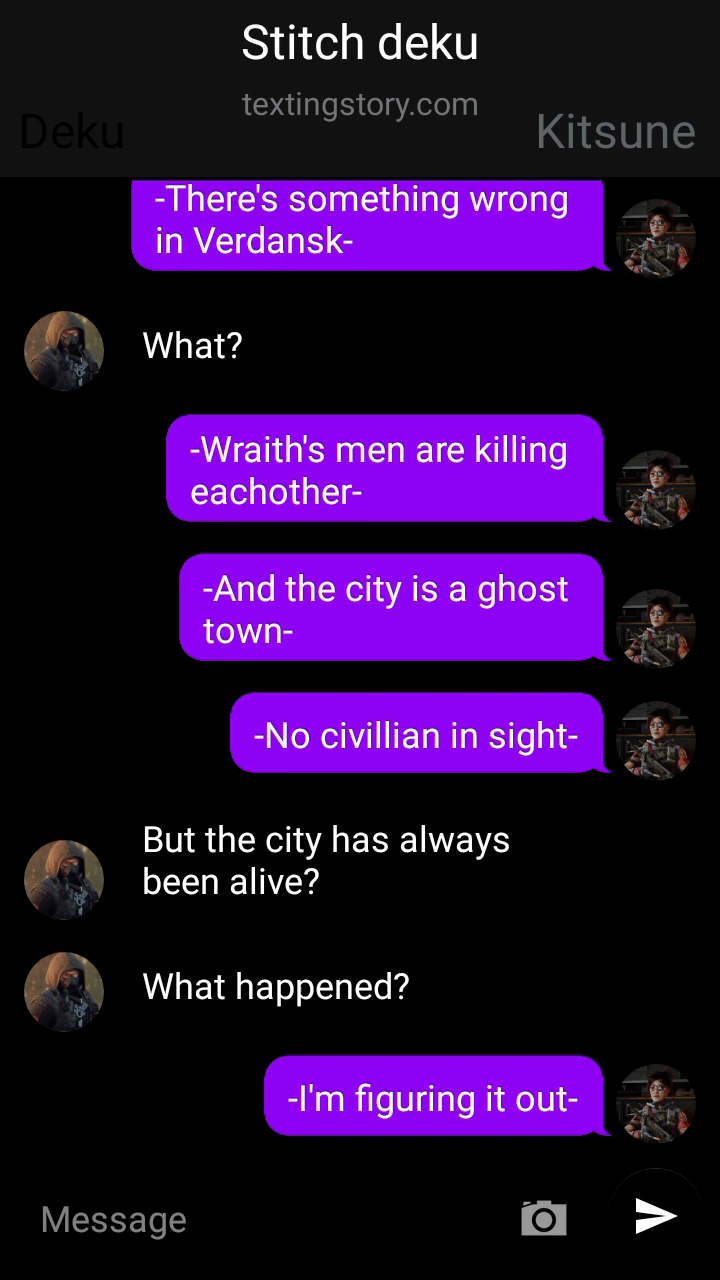 Stitch deku
textingstory.com
Deku
Kitsune
-There's something wrong
in Verdansk-
What?
-Wraith's men are killing
eachother-
-And the city is a ghost
town-
-No civillian in sight-
But the city has always
been alive?
What happened?
-I'm figuring it out-
Message